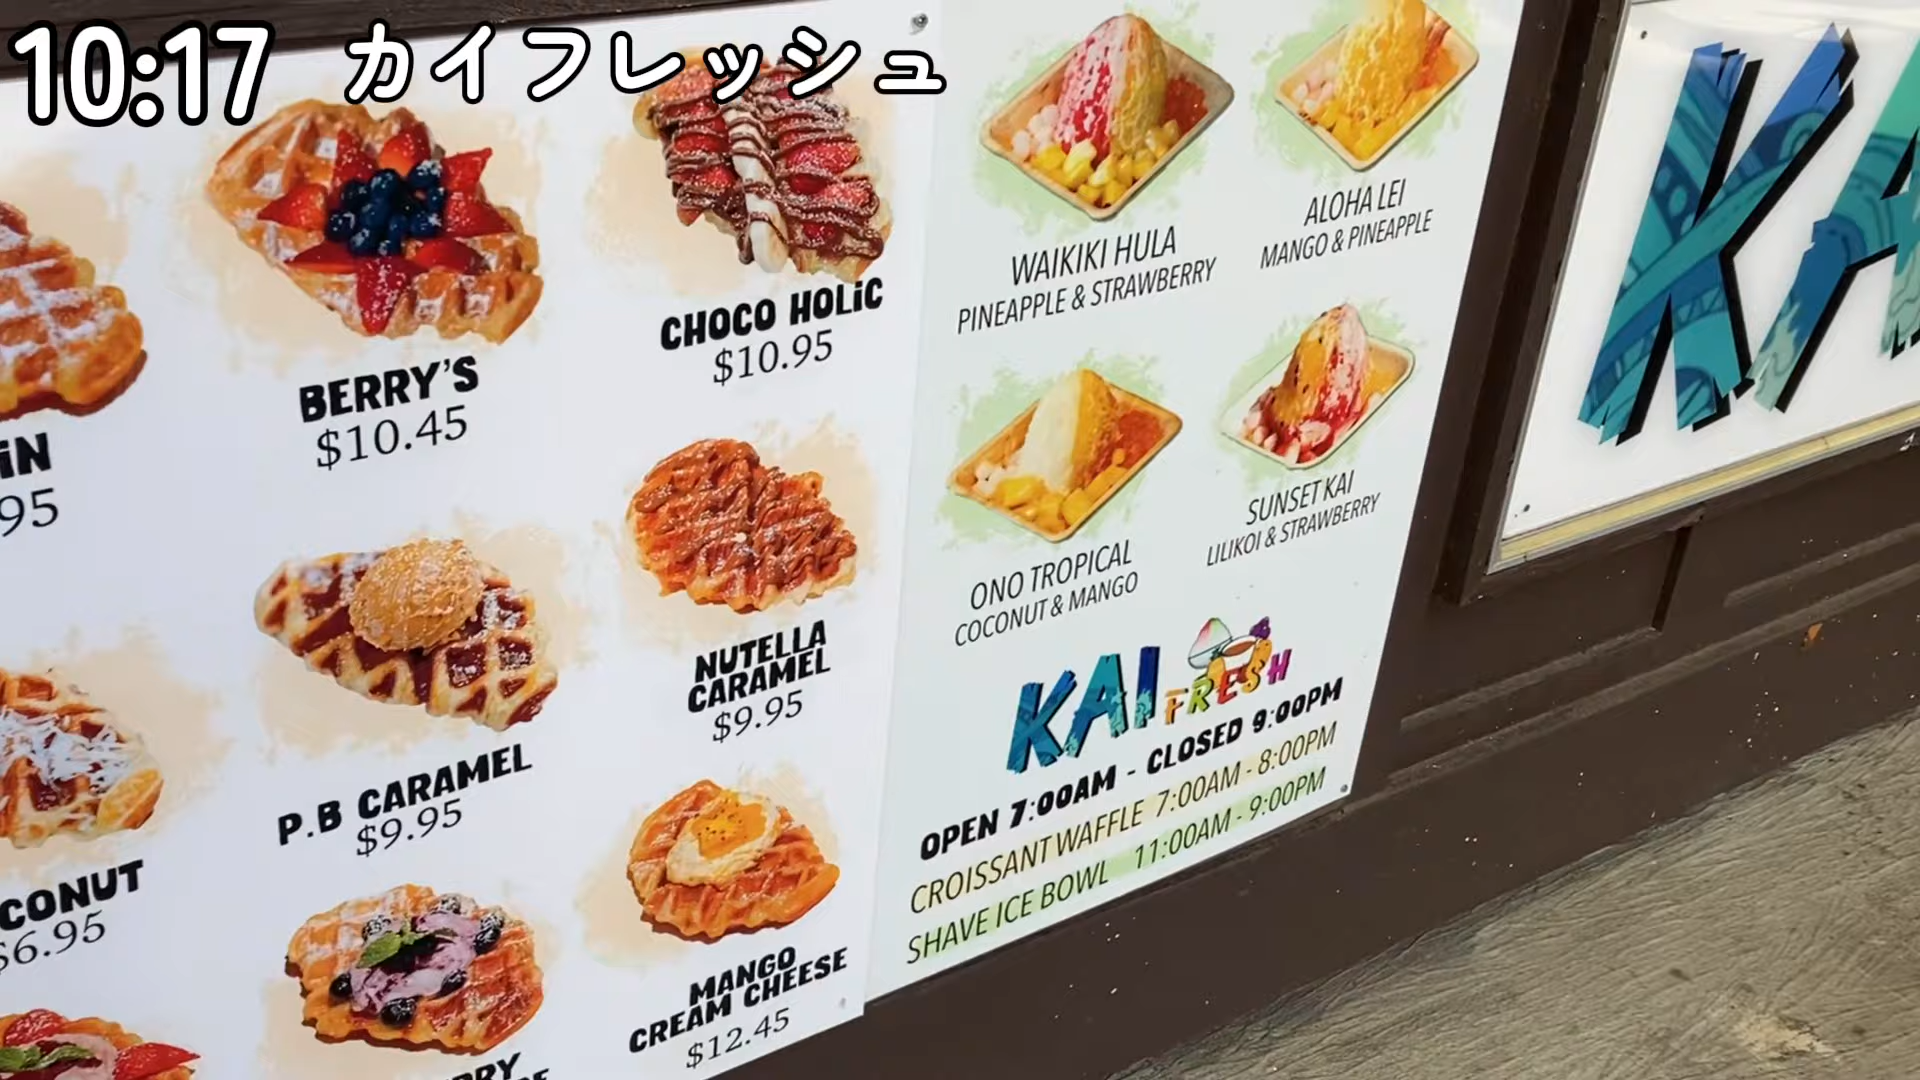 10:17 カイフレッシュ
BERRY'S
$10.45
CHOCO HOLiC
$10.95
iN
95
P.B CARAMEL
$9.95
NUTELLA
CARAMEL
$9.95
CONUT
$6.95
MANGO
CREAM CHEESE
$12.45
WAIKIKI HULA
PINEAPPLE & STRAWBERRY
ALOHA LEI
MANGO & PINEAPPLE
ONO TROPICAL
COCONUT & MANGO
SUNSET KAI
LILIKOI & STRAWBERRY
KAI FRESH
OPEN 7:00AM - CLOSED 9:00PM
CROISSANT WAFFLE 7:00AM - 8:00PM
SHAVE ICE BOWL 11:00AM - 9:00PM
KA